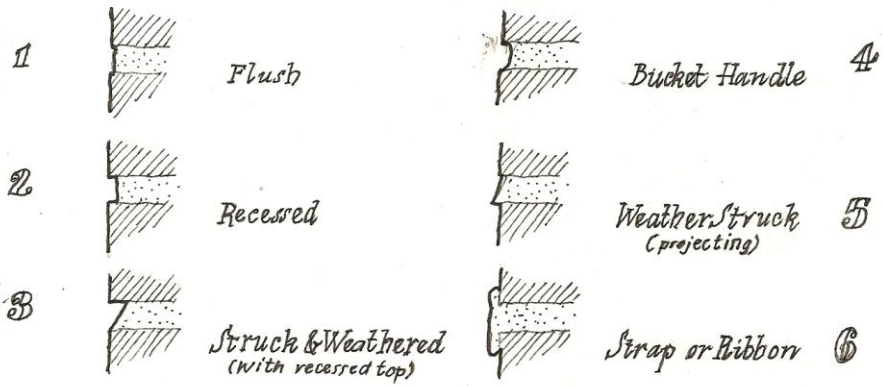 1
Flush
2
Recessed
3
Struck & Weathered
(with recessed top)
4
Bucket Handle
5
Weather Struck
(projecting)
6
Strap or Ribbon